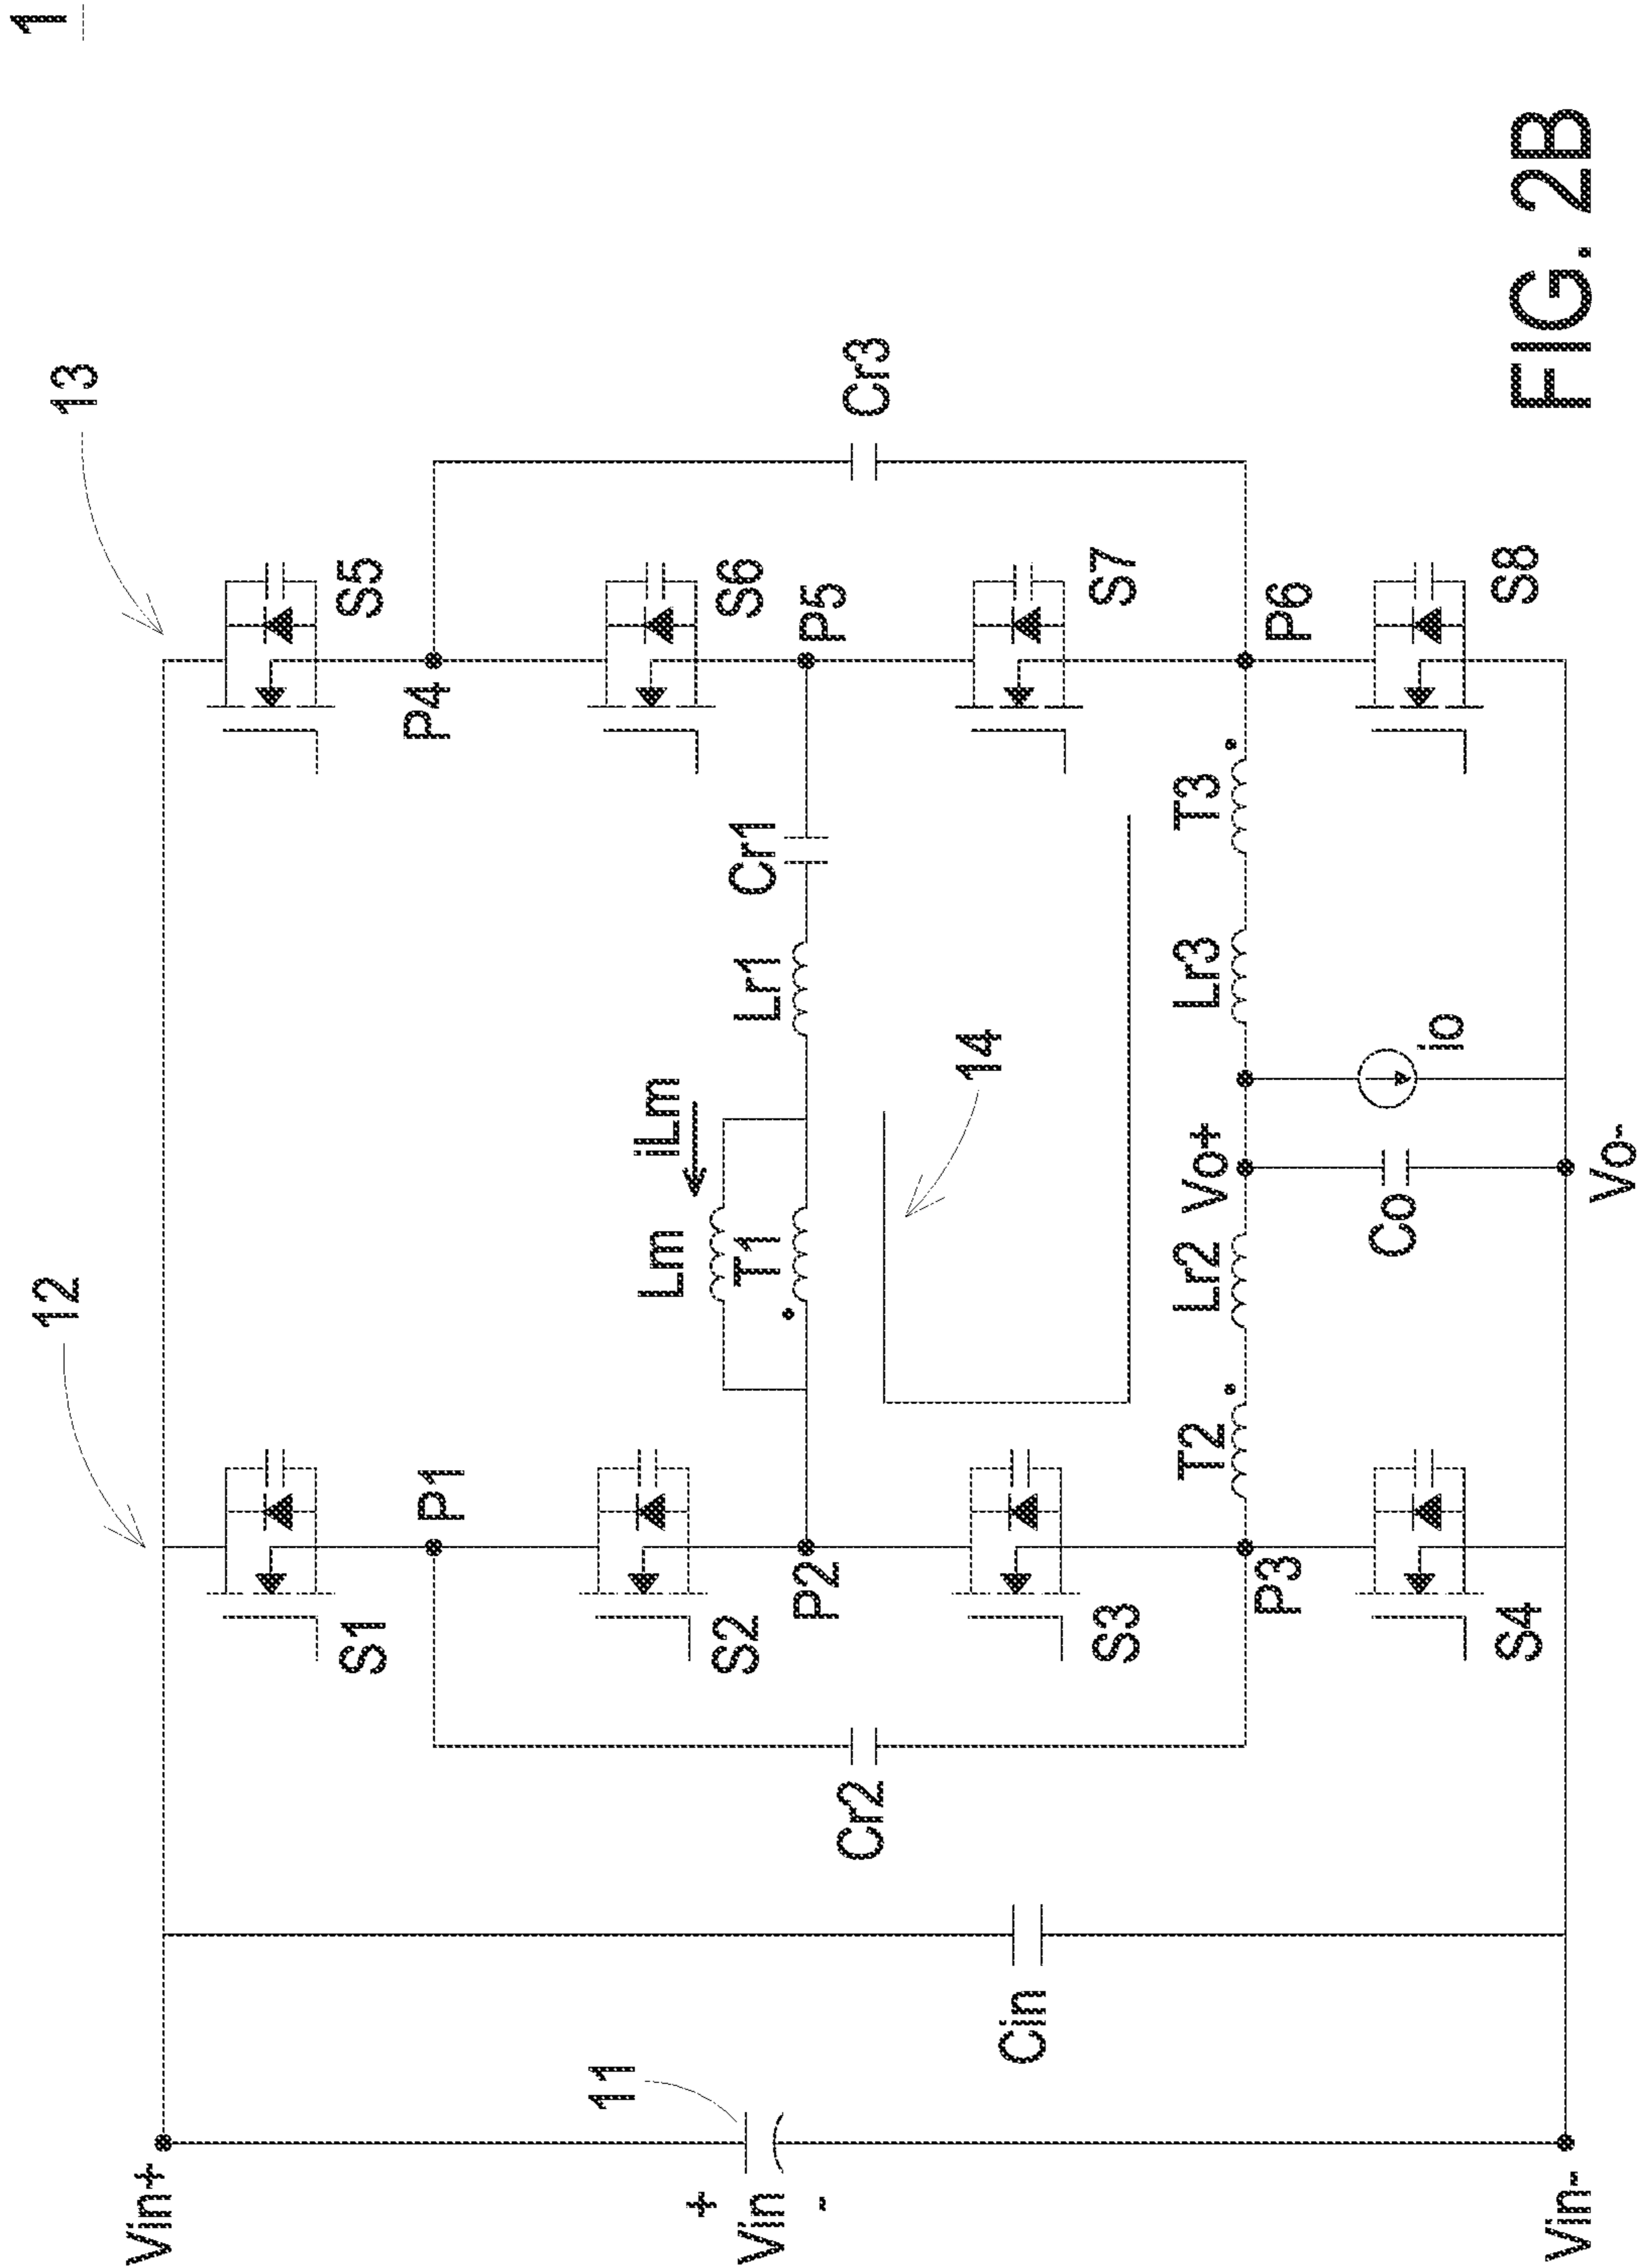 1
12
13
Vin+
S1
S5
P1
P4
Lm
iLm
S2
T1
Lr1
Cr1
S6
11
+
Vin
-
P2
P5
Cr2
Cr3
14
Cin
S3
S7
T2
Lr2
Vo+
Lr3
T3
P3
P6
Co
io
S4
S8
Vin-
Vo-
FIG. 2B